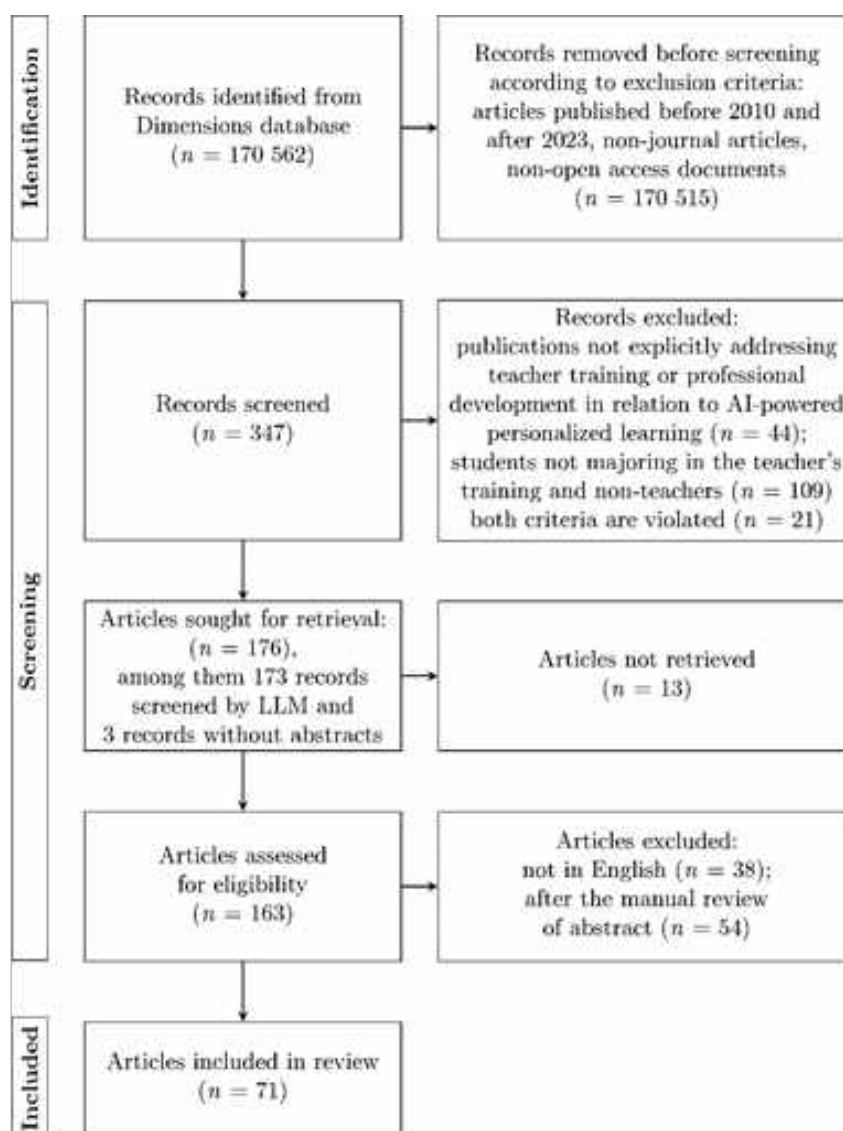 Identification
Records identified from
Dimensions database
(n = 170 562)
Records removed before screening
according to exclusion criteria:
articles published before 2010 and
after 2023, non-journal articles,
non-open access documents
(n = 170 515)
Screening
Records screened
(n = 347)
Records excluded:
publications not explicitly addressing
teacher training or professional
development in relation to AI-powered
personalized learning (n = 44);
students not majoring in the teacher's
training and non-teachers (n = 109)
both criteria are violated (n = 21)
Articles sought for retrieval:
(n = 176),
among them 173 records
screened by LLM and
3 records without abstracts
Articles not retrieved
(n = 13)
Articles assessed
for eligibility
(n = 163)
Articles excluded:
not in English (n = 38);
after the manual review
of abstract (n = 54)
Included
Articles included in review
(n = 71)